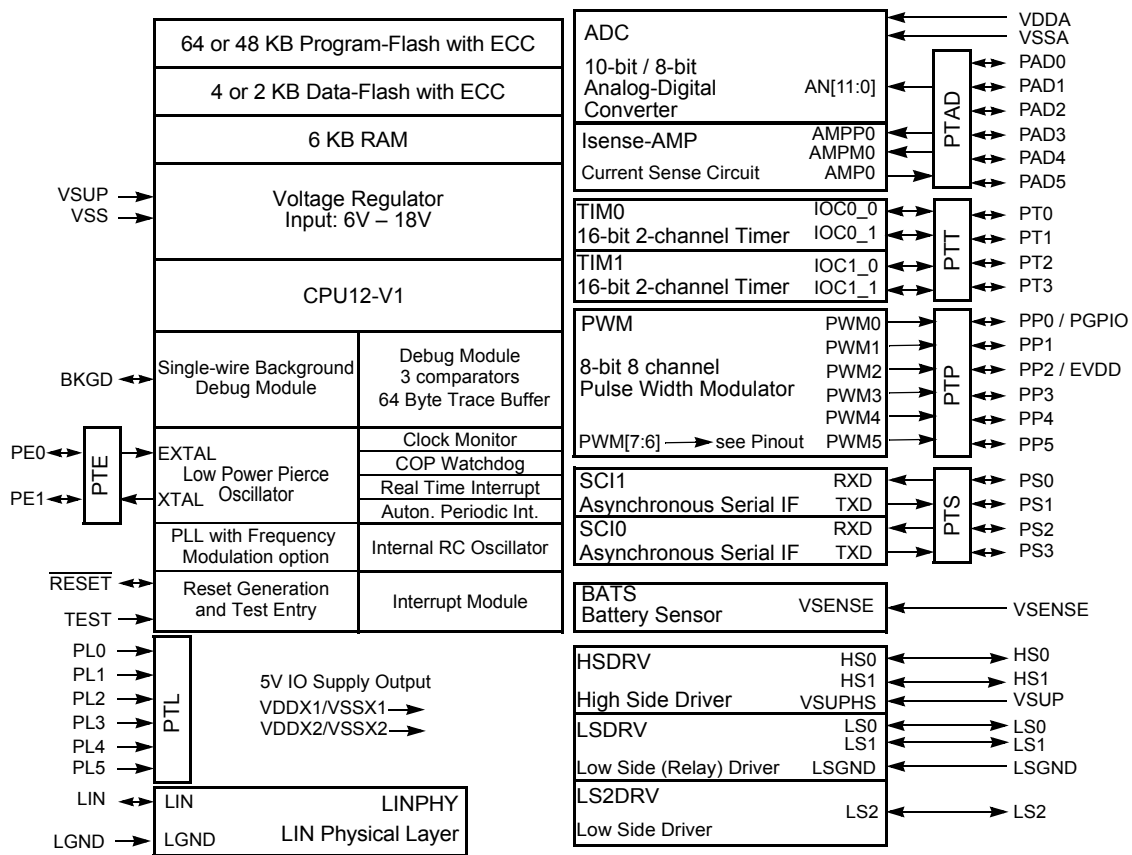 64 or 48 KB Program-Flash with ECC
4 or 2 KB Data-Flash with ECC
6 KB RAM
VSUP
VSS
Voltage Regulator
Input: 6V – 18V
CPU12-V1
BKGD
Single-wire Background
Debug Module
Debug Module
3 comparators
64 Byte Trace Buffer
PE0
PE1
PTE
EXTAL
Low Power Pierce
Oscillator
XTAL
Clock Monitor
COP Watchdog
Real Time Interrupt
Auton. Periodic Int.
PLL with Frequency
Modulation option
Internal RC Oscillator
RESET
TEST
Reset Generation
and Test Entry
Interrupt Module
PL0
PL1
PL2
PL3
PL4
PL5
PTL
5V IO Supply Output
VDDX1/VSSX1
VDDX2/VSSX2
LIN
LGND
LIN
LGND
LINPHY
LIN Physical Layer
ADC
10-bit / 8-bit
Analog-Digital
Converter
AN[11:0]
VDDA
VSSA
Isense-AMP
Current Sense Circuit
AMPP0
AMPM0
AMP0
PTAD
PAD0
PAD1
PAD2
PAD3
PAD4
PAD5
TIM0
16-bit 2-channel Timer
IOC0_0
IOC0_1
TIM1
16-bit 2-channel Timer
IOC1_0
IOC1_1
PTT
PT0
PT1
PT2
PT3
PWM
8-bit 8 channel
Pulse Width Modulator
PWM[7:6] see Pinout
PWM0
PWM1
PWM2
PWM3
PWM4
PWM5
PTP
PP0 / PGPIO
PP1
PP2 / EVDD
PP3
PP4
PP5
SCI1
Asynchronous Serial IF
RXD
TXD
SCI0
Asynchronous Serial IF
RXD
TXD
PTS
PS0
PS1
PS2
PS3
BATS
Battery Sensor
VSENSE
VSENSE
HSDRV
High Side Driver
HS0
HS1
VSUPHS
HS0
HS1
VSUP
LSDRV
Low Side (Relay) Driver
LS0
LS1
LSGND
LS0
LS1
LSGND
LS2DRV
Low Side Driver
LS2
LS2